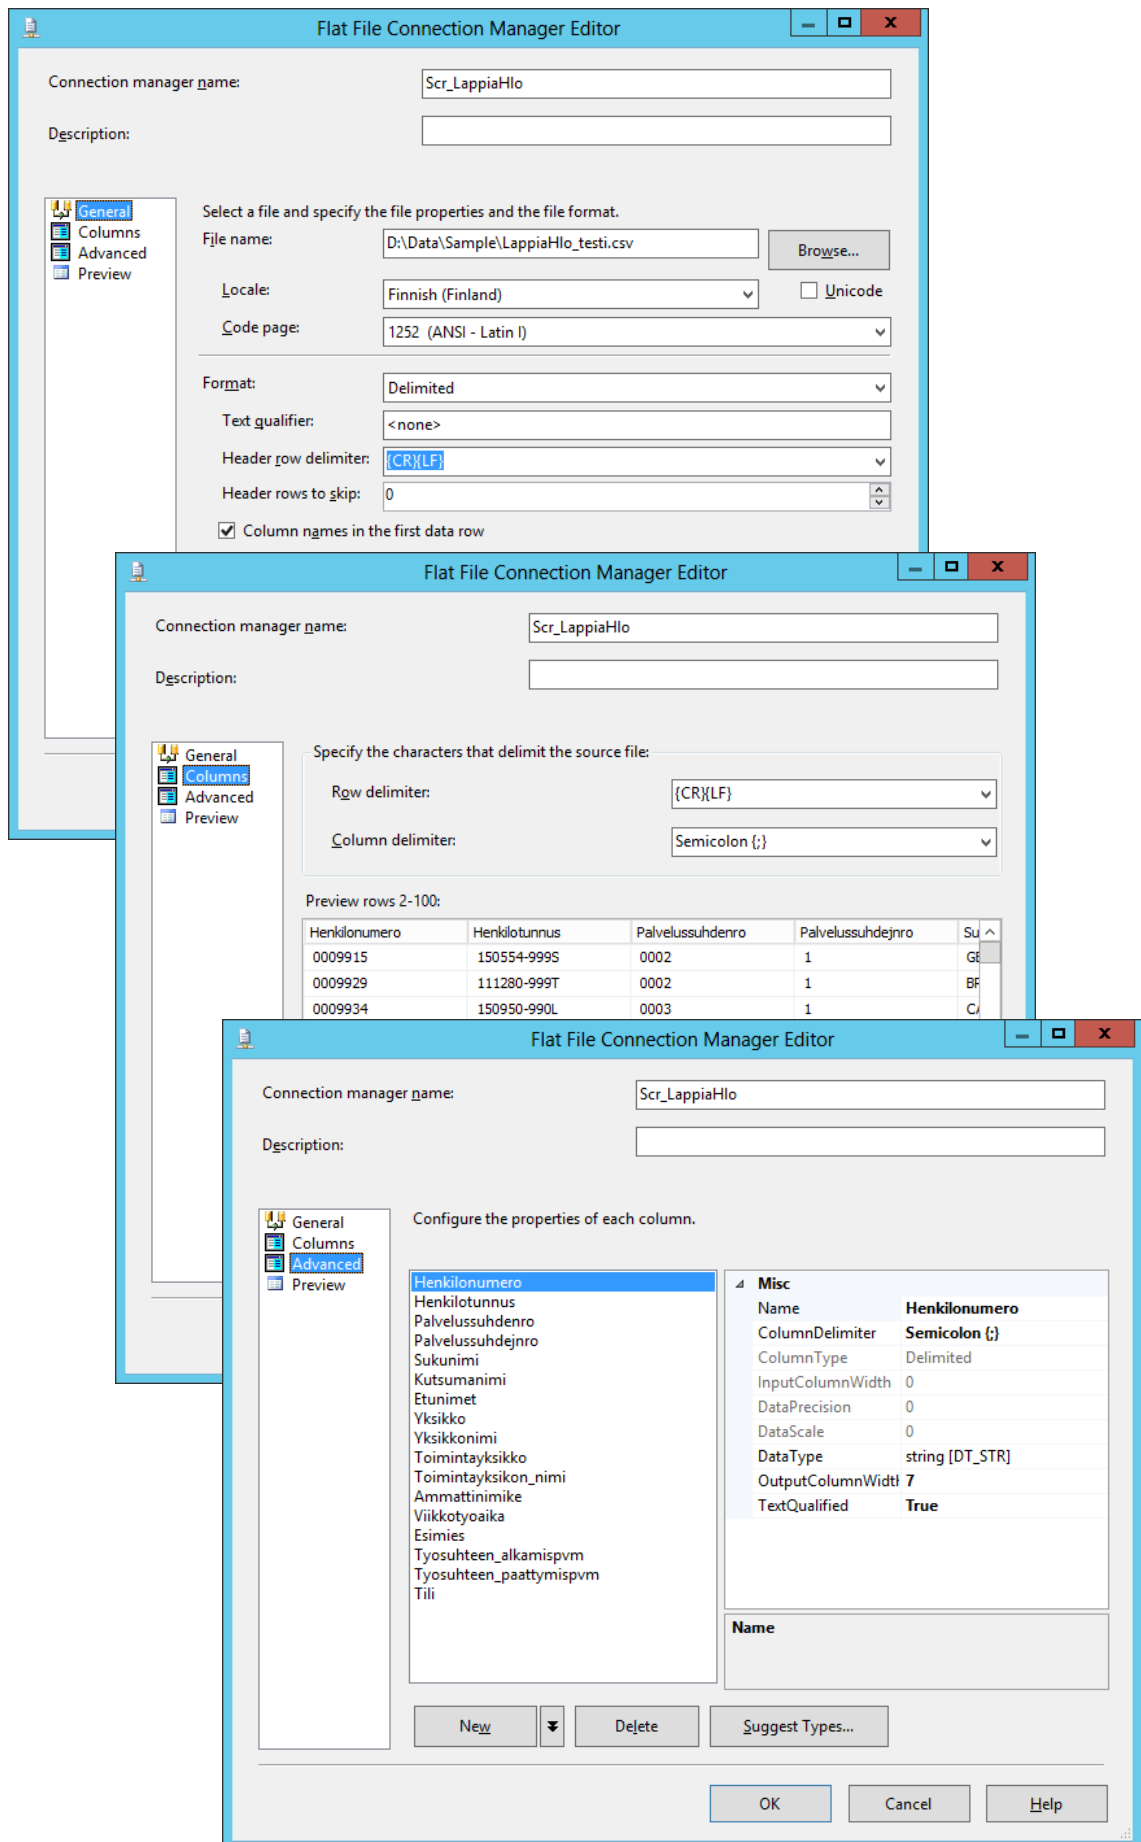 Flat File Connection Manager Editor
Connection manager name: Scr_LappiaHlo
Description:
General
Columns
Advanced
Preview
Select a file and specify the file properties and the file format.
File name: D:\Data\Sample\LappiaHlo_testi.csv Browse...
Locale: Finnish (Finland) Unicode
Code page: 1252 (ANSI - Latin I)
Format: Delimited
Text qualifier: <none>
Header row delimiter: {CR}{LF}
Header rows to skip: 0
Column names in the first data row
Flat File Connection Manager Editor
Connection manager name: Scr_LappiaHlo
Description:
General
Columns
Advanced
Preview
Specify the characters that delimit the source file:
Row delimiter: {CR}{LF}
Column delimiter: Semicolon {;}
Preview rows 2-100:
Henkilonumero Henkilotunnus Palvelussuhdenro Palvelussuhdejnro Su
0009915 150554-999S 0002 1
0009929 111280-999T 0002 1
0009934 150950-990L 0003 1
Flat File Connection Manager Editor
Connection manager name: Scr_LappiaHlo
Description:
General
Columns
Advanced
Preview
Configure the properties of each column.
Henkilonumero
Henkilotunnus
Palvelussuhdenro
Palvelussuhdejnro
Sukunimi
Kutsumanimi
Etunimet
Yksikko
Yksikkonimi
Toimintayksikko
Toimintayksikon_nimi
Ammattinimike
Viikkotyoaika
Esimies
Tyosuhteen_alkamispvm
Tyosuhteen_paattymispvm
Tili
Misc
Name Henkilonumero
ColumnDelimiter Semicolon {;}
ColumnType Delimited
InputColumnWidth 0
DataPrecision 0
DataScale 0
DataType string [DT_STR]
OutputColumnWidth 7
TextQualified True
Name
New Delete Suggest Types...
OK Cancel Help